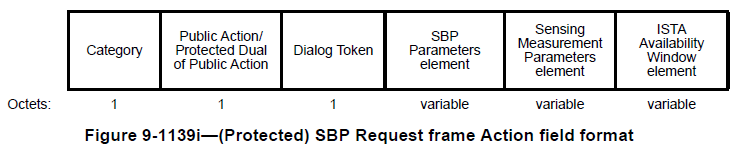 Category
Public Action/
Protected Dual
of Public Action
Dialog Token
SBP
Parameters
element
Sensing
Measurement
Parameters
element
ISTA
Availability
Window
element
Octets: 1 1 1 variable variable variable
Figure 9-1139i—(Protected) SBP Request frame Action field format